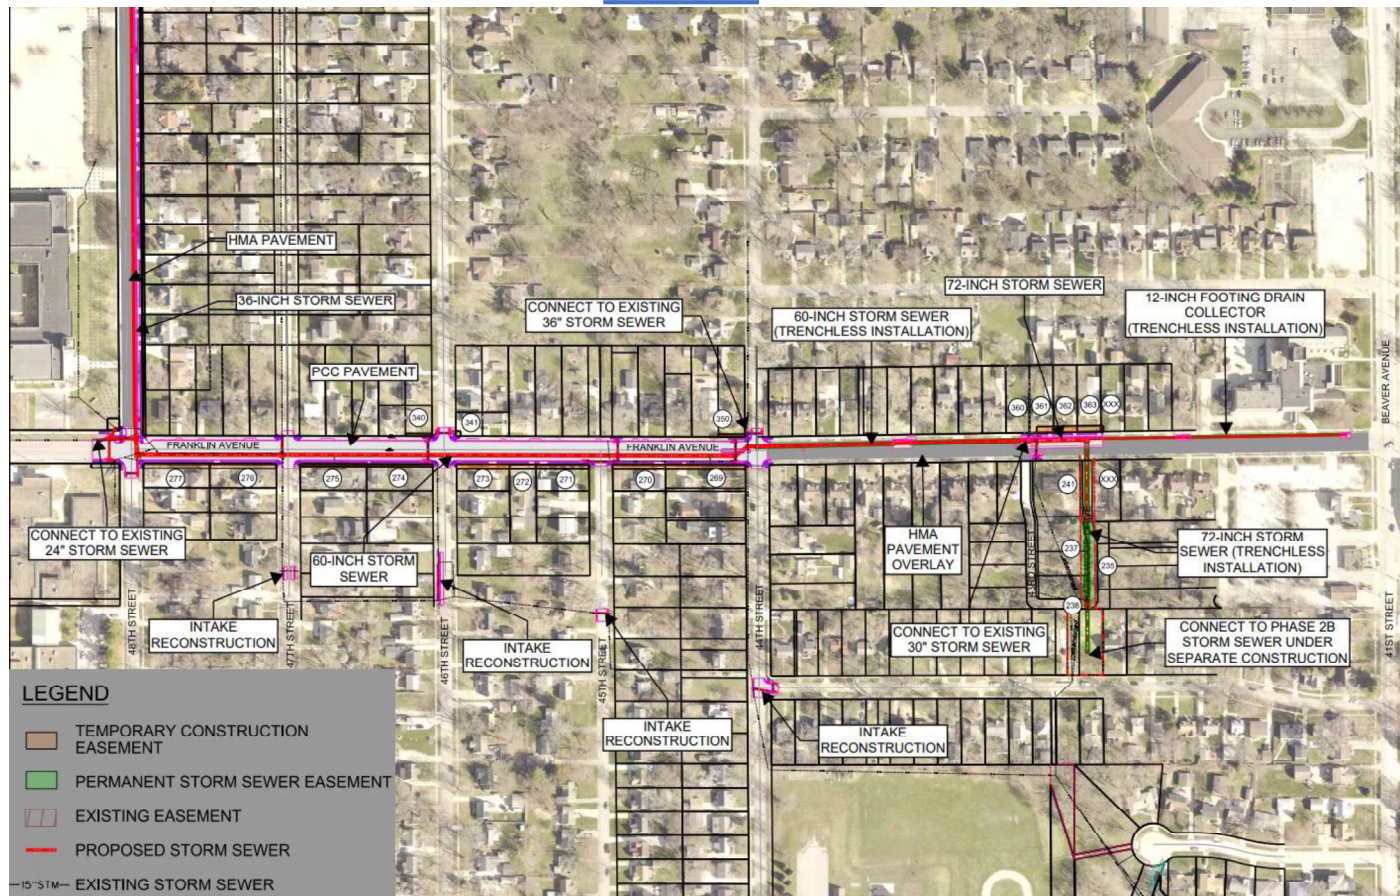 HMA PAVEMENT
36-INCH STORM SEWER
CONNECT TO EXISTING
36" STORM SEWER
72-INCH STORM SEWER
60-INCH STORM SEWER
(TRENCHLESS INSTALLATION)
12-INCH FOOTING DRAIN
COLLECTOR
(TRENCHLESS INSTALLATION)
BEAVER AVENUE
PCC PAVEMENT
340
341
350
360
361
362
363
XXX
FRANKLIN AVENUE
FRANKLIN AVENUE
277
276
275
274
273
272
271
270
269
241
XXX
CONNECT TO EXISTING
24" STORM SEWER
60-INCH STORM
SEWER
HMA
PAVEMENT
OVERLAY
72-INCH STORM
SEWER (TRENCHLESS
INSTALLATION)
237
235
238
43RD STREET
INTAKE
RECONSTRUCTION
INTAKE
RECONSTRUCTION
CONNECT TO EXISTING
30" STORM SEWER
CONNECT TO PHASE 2B
STORM SEWER UNDER
SEPARATE CONSTRUCTION
48TH STREET
47TH STREET
46TH STREET
45TH STREET
44TH STREET
41ST STREET
INTAKE
RECONSTRUCTION
INTAKE
RECONSTRUCTION
LEGEND
TEMPORARY CONSTRUCTION
EASEMENT
PERMANENT STORM SEWER EASEMENT
EXISTING EASEMENT
PROPOSED STORM SEWER
15"STM EXISTING STORM SEWER